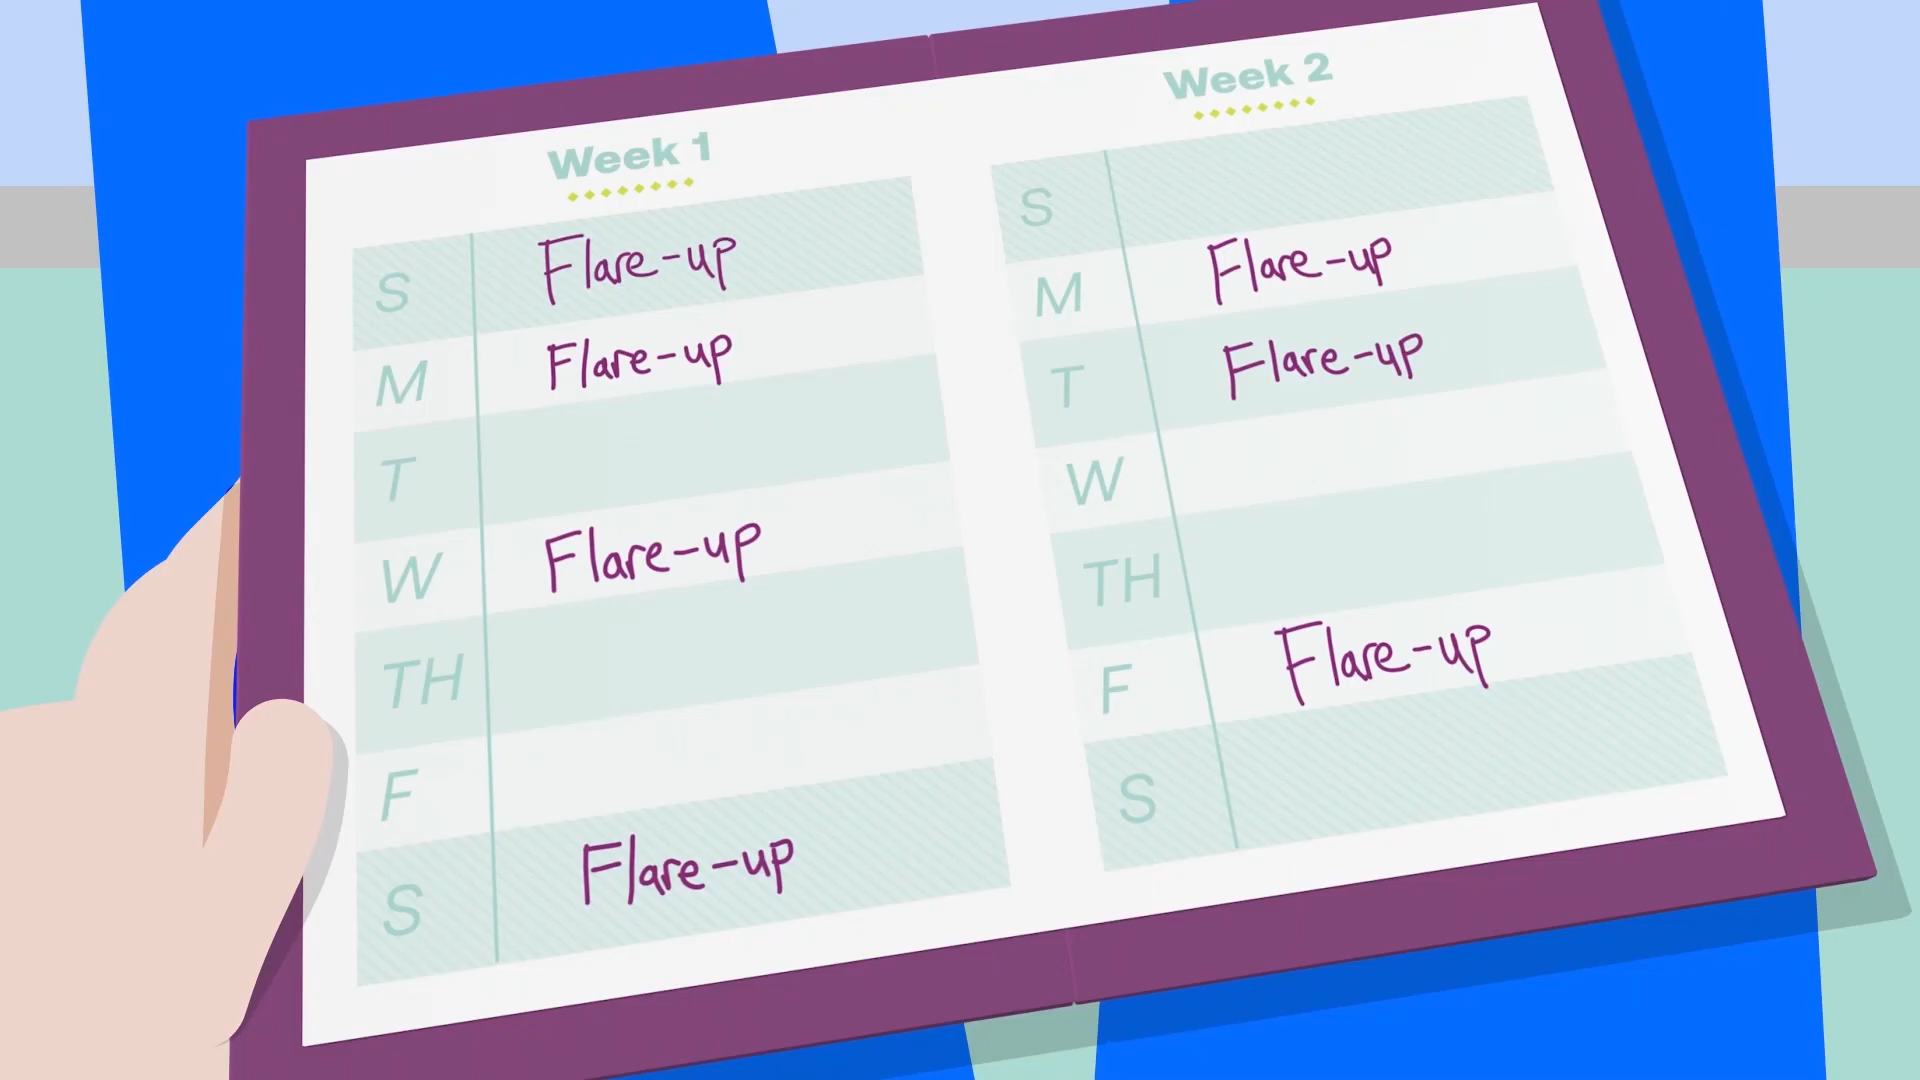 Week 1
S Flare-up
M Flare-up
T
W Flare-up
TH
F
S Flare-up
Week 2
S
M Flare-up
T Flare-up
W
TH
F Flare-up
S